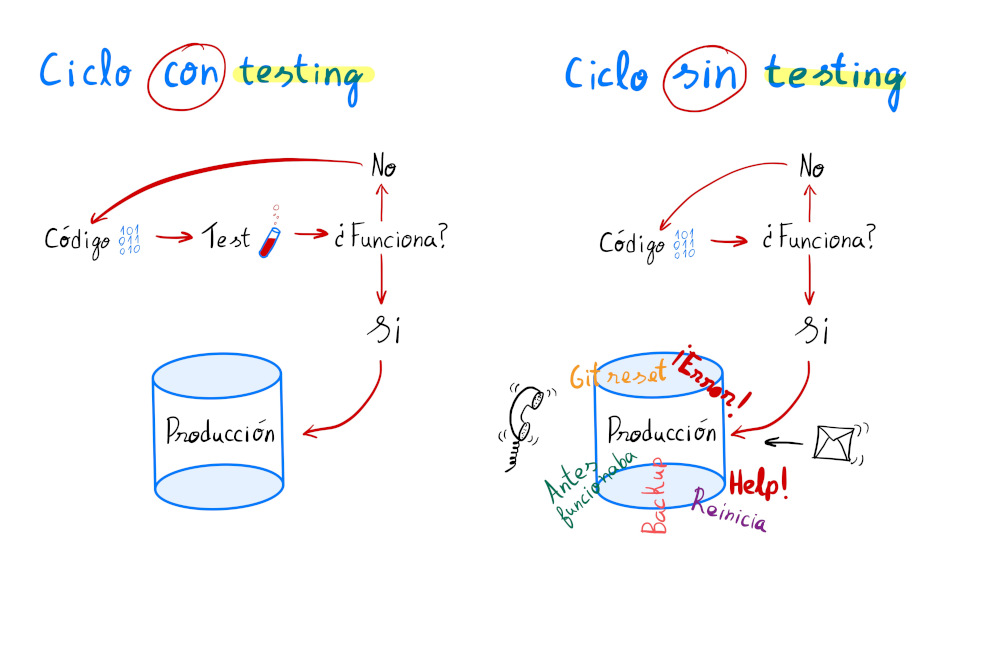 Ciclo con testing
No
Código 101 011 010
Test
¿Funciona?
Si
Producción
Ciclo sin testing
No
Código 101 011 010
¿Funciona?
Si
Git reset
¡Error!
Producción
Antes
funcionaba
Backup
Help!
Reinicia